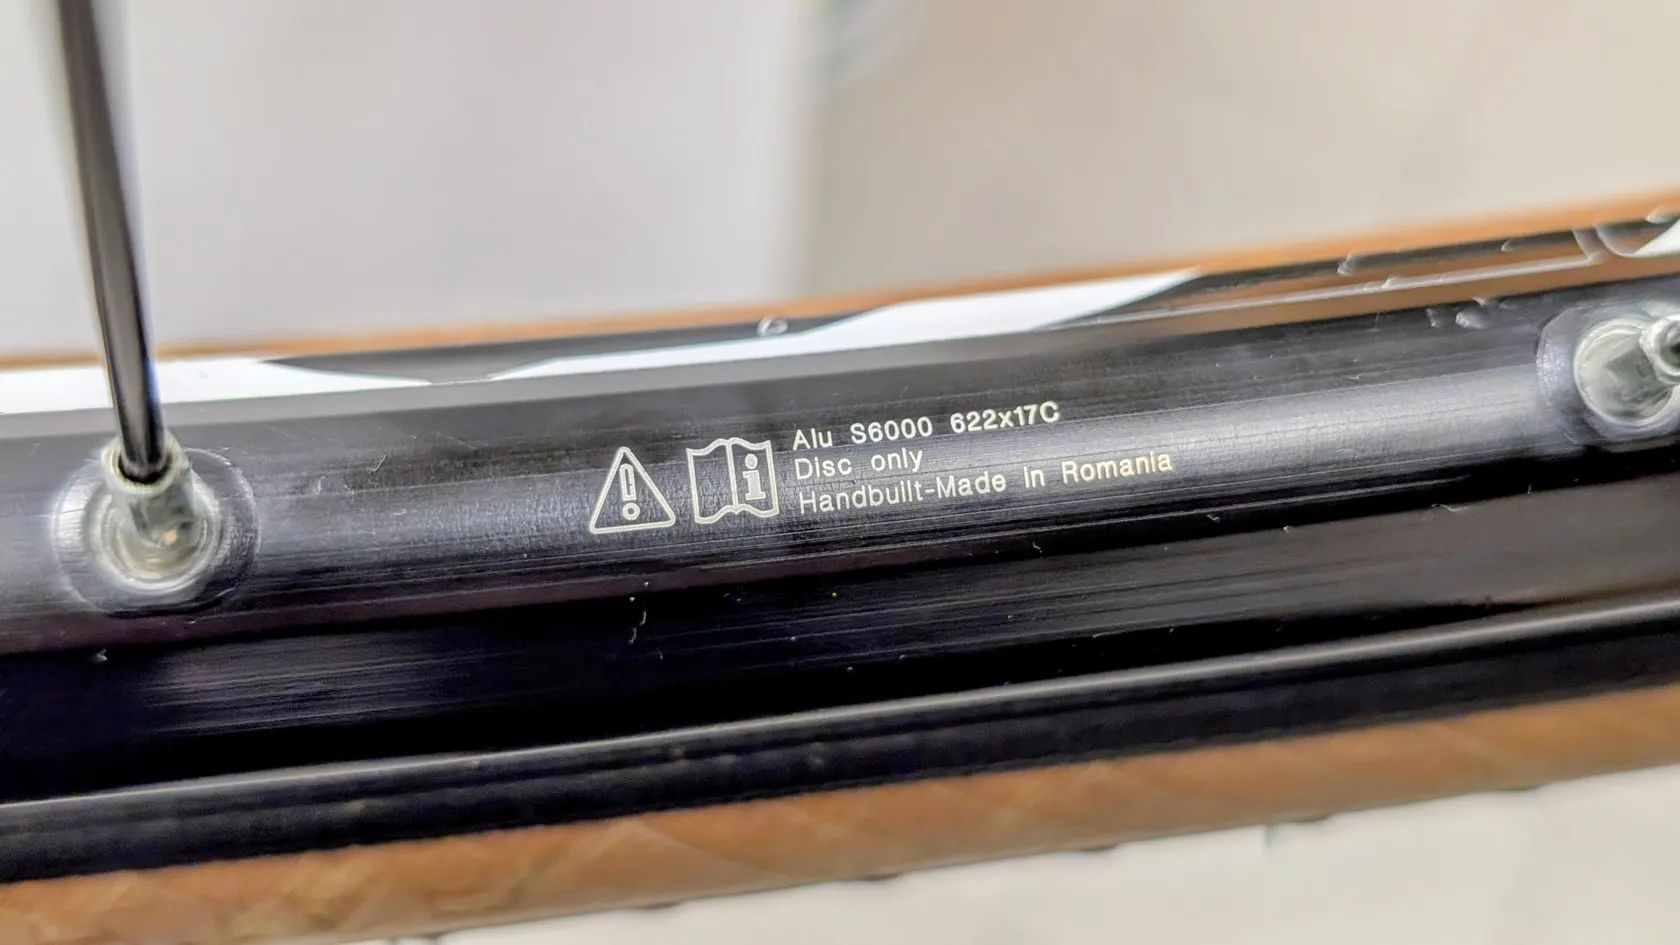 Alu S6000 622x17C
Disc only
Handbuilt-Made in Romania